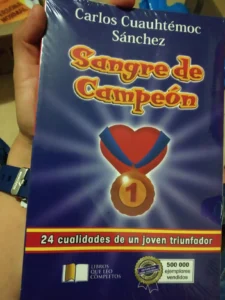 Carlos Cuauhtémoc
Sánchez
Sangre de
Campeón
1
24 cualidades de un joven triunfador
LIBROS
QUE LEO
COMPLETOS
500 000
ejemplares
vendidos